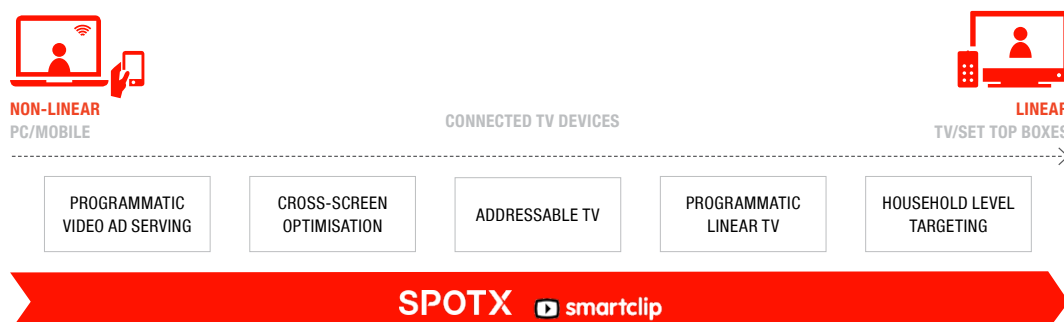 NON-LINEAR
PC/MOBILE
CONNECTED TV DEVICES
LINEAR
TV/SET TOP BOXES
PROGRAMMATIC
VIDEO AD SERVING
CROSS-SCREEN
OPTIMISATION
ADDRESSABLE TV
PROGRAMMATIC
LINEAR TV
HOUSEHOLD LEVEL
TARGETING
SPOTX smartclip